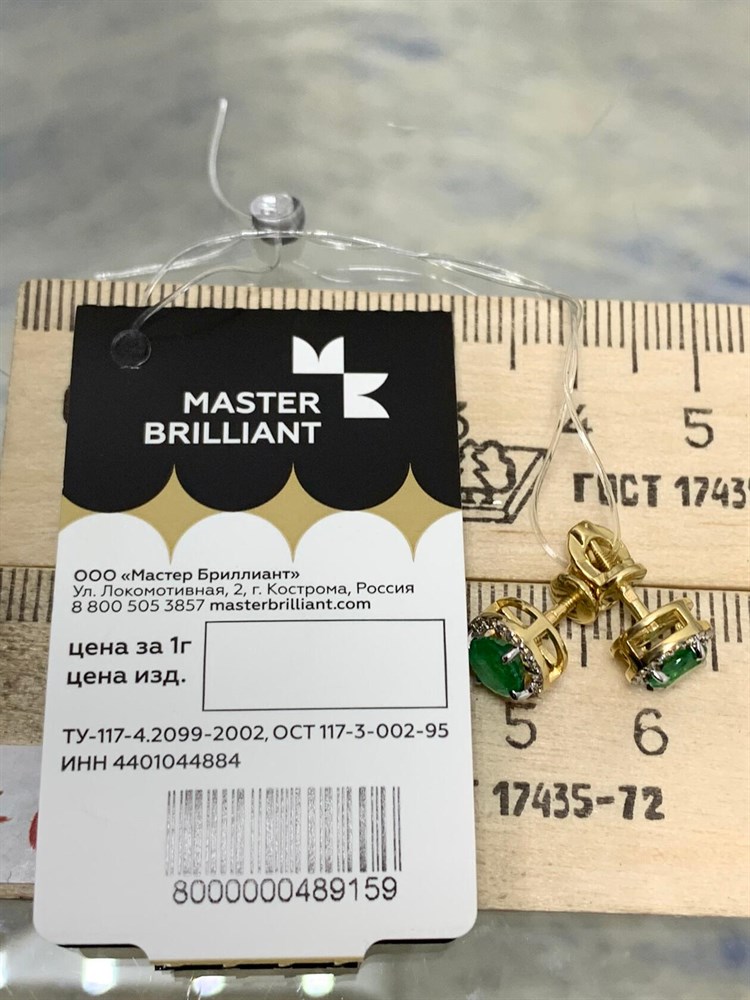 MASTER
BRILLIANT
ООО «Мастер Бриллиант»
Ул. Локомотивная, 2, г. Кострома, Россия
8 800 505 3857 masterbrilliant.com
цена за 1г
цена изд.
ТУ-117-4.2099-2002, ОСТ 117-3-002-95
ИНН 4401044884
8000000489159
3 4 5
ГОСТ 1743
5 6
17435-72